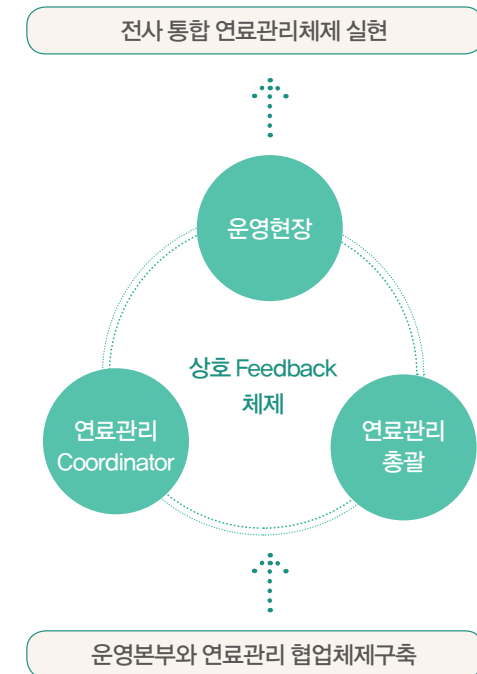 전사 통합 연료관리체제 실현
운영현장
상호 Feedback
체제
연료관리
Coordinator
연료관리
총괄
운영본부와 연료관리 협업체제구축